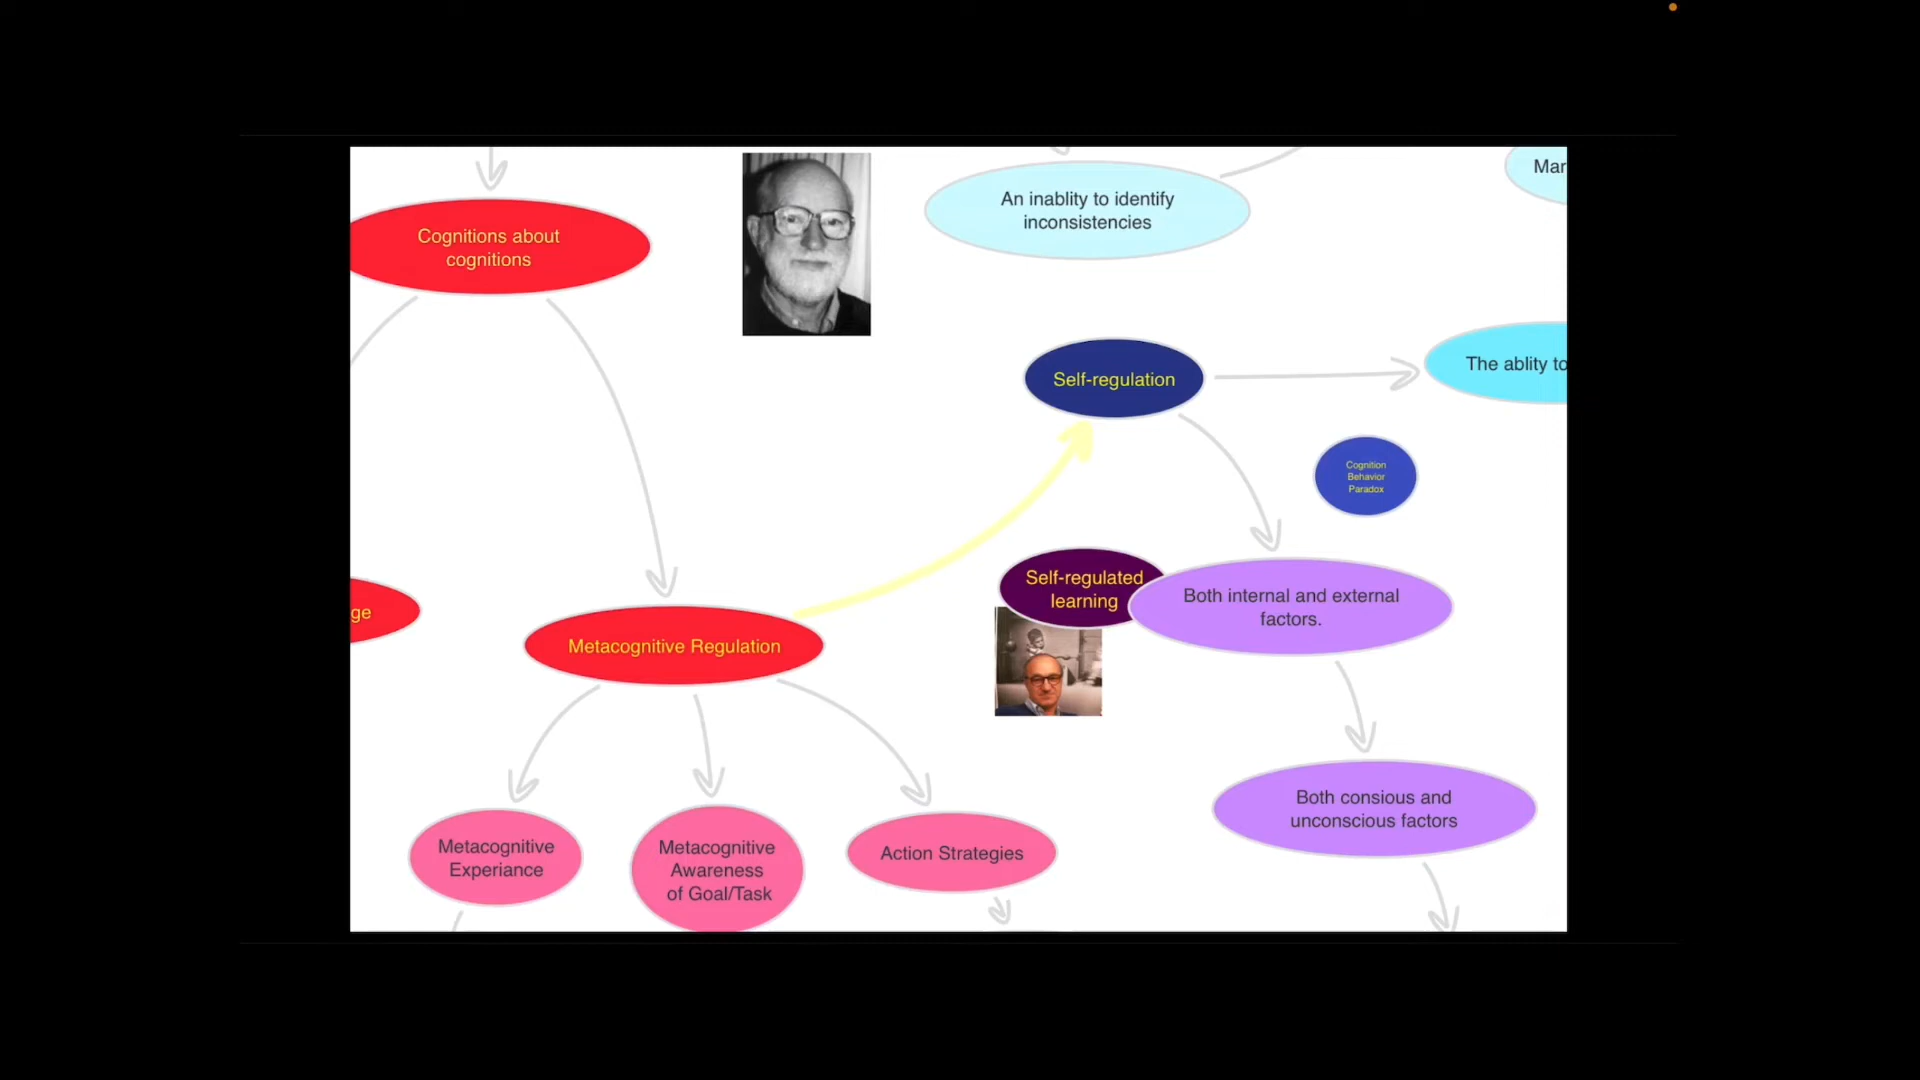 Cognitions about
cognitions
An inablity to identify
inconsistencies
Mar
Self-regulation
The ablity to
Cognition
Behavior
Paradox
Self-regulated
learning
Both internal and external
factors.
ge
Metacognitive Regulation
Both consious and
unconscious factors
Metacognitive
Experiance
Metacognitive
Awareness
of Goal/Task
Action Strategies